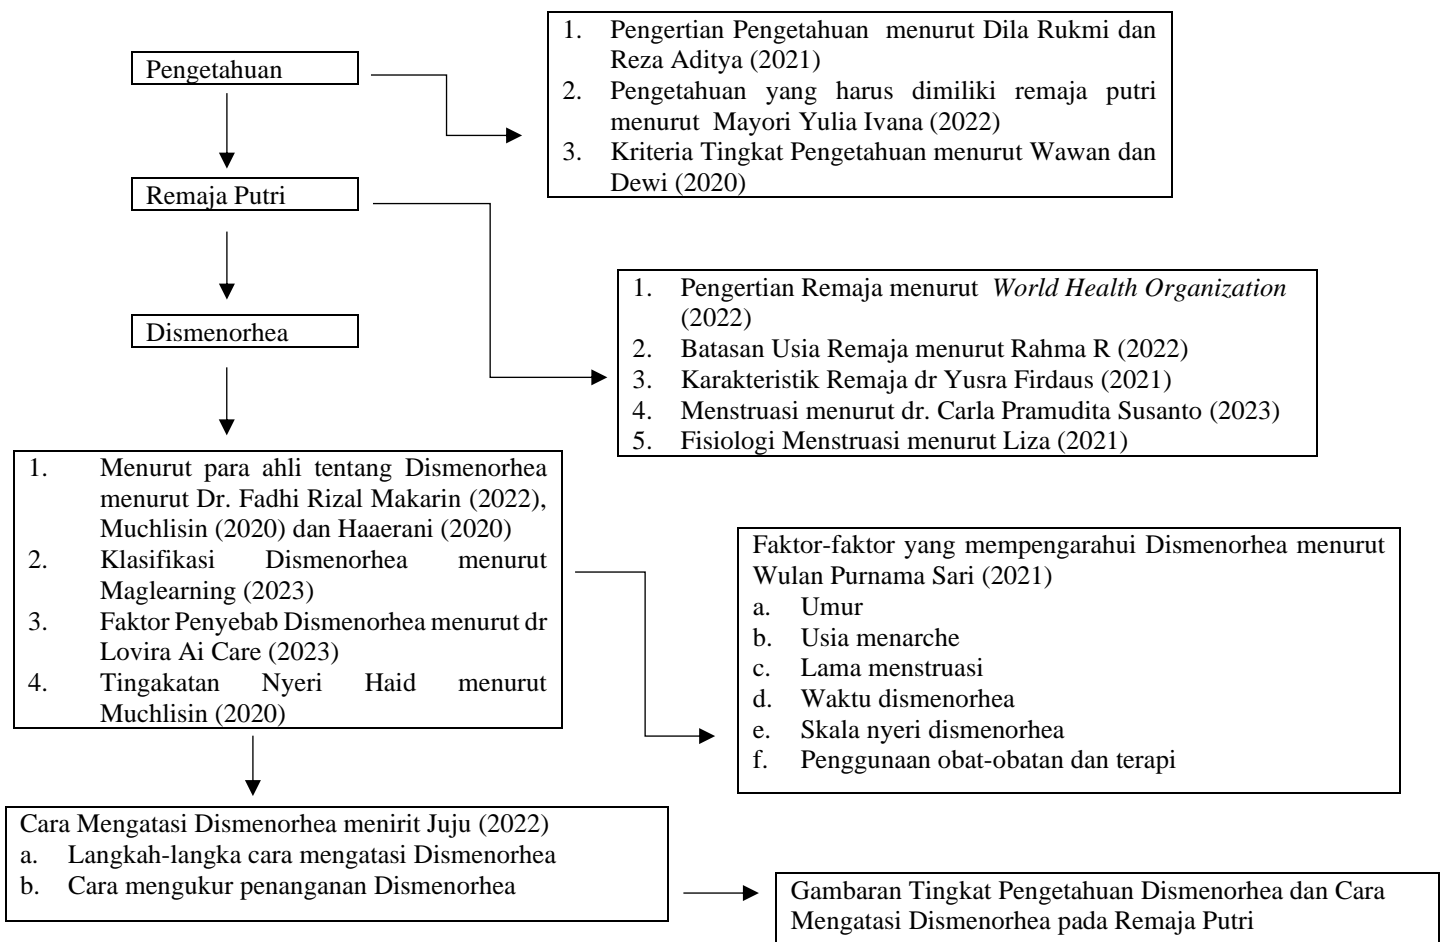 Pengetahuan
1. Pengertian Pengetahuan menurut Dila Rukmi dan
Reza Aditya (2021)
2. Pengetahuan yang harus dimiliki remaja putri
menurut Mayori Yulia Ivana (2022)
3. Kriteria Tingkat Pengetahuan menurut Wawan dan
Dewi (2020)
Remaja Putri
1. Pengertian Remaja menurut World Health Organization
(2022)
2. Batasan Usia Remaja menurut Rahma R (2022)
3. Karakteristik Remaja dr Yusra Firdaus (2021)
4. Menstruasi menurut dr. Carla Pramudita Susanto (2023)
5. Fisiologi Menstruasi menurut Liza (2021)
Dismenorhea
1. Menurut para ahli tentang Dismenorhea
menurut Dr. Fadhi Rizal Makarin (2022),
Muchlisin (2020) dan Haaerani (2020)
2. Klasifikasi Dismenorhea menurut
Maglearning (2023)
3. Faktor Penyebab Dismenorhea menurut dr
Lovira Ai Care (2023)
4. Tingakatan Nyeri Haid menurut
Muchlisin (2020)
Faktor-faktor yang mempengarahui Dismenorhea menurut
Wulan Purnama Sari (2021)
a. Umur
b. Usia menarche
c. Lama menstruasi
d. Waktu dismenorhea
e. Skala nyeri dismenorhea
f. Penggunaan obat-obatan dan terapi
Cara Mengatasi Dismenorhea menirit Juju (2022)
a. Langkah-langka cara mengatasi Dismenorhea
b. Cara mengukur penanganan Dismenorhea
Gambaran Tingkat Pengetahuan Dismenorhea dan Cara
Mengatasi Dismenorhea pada Remaja Putri